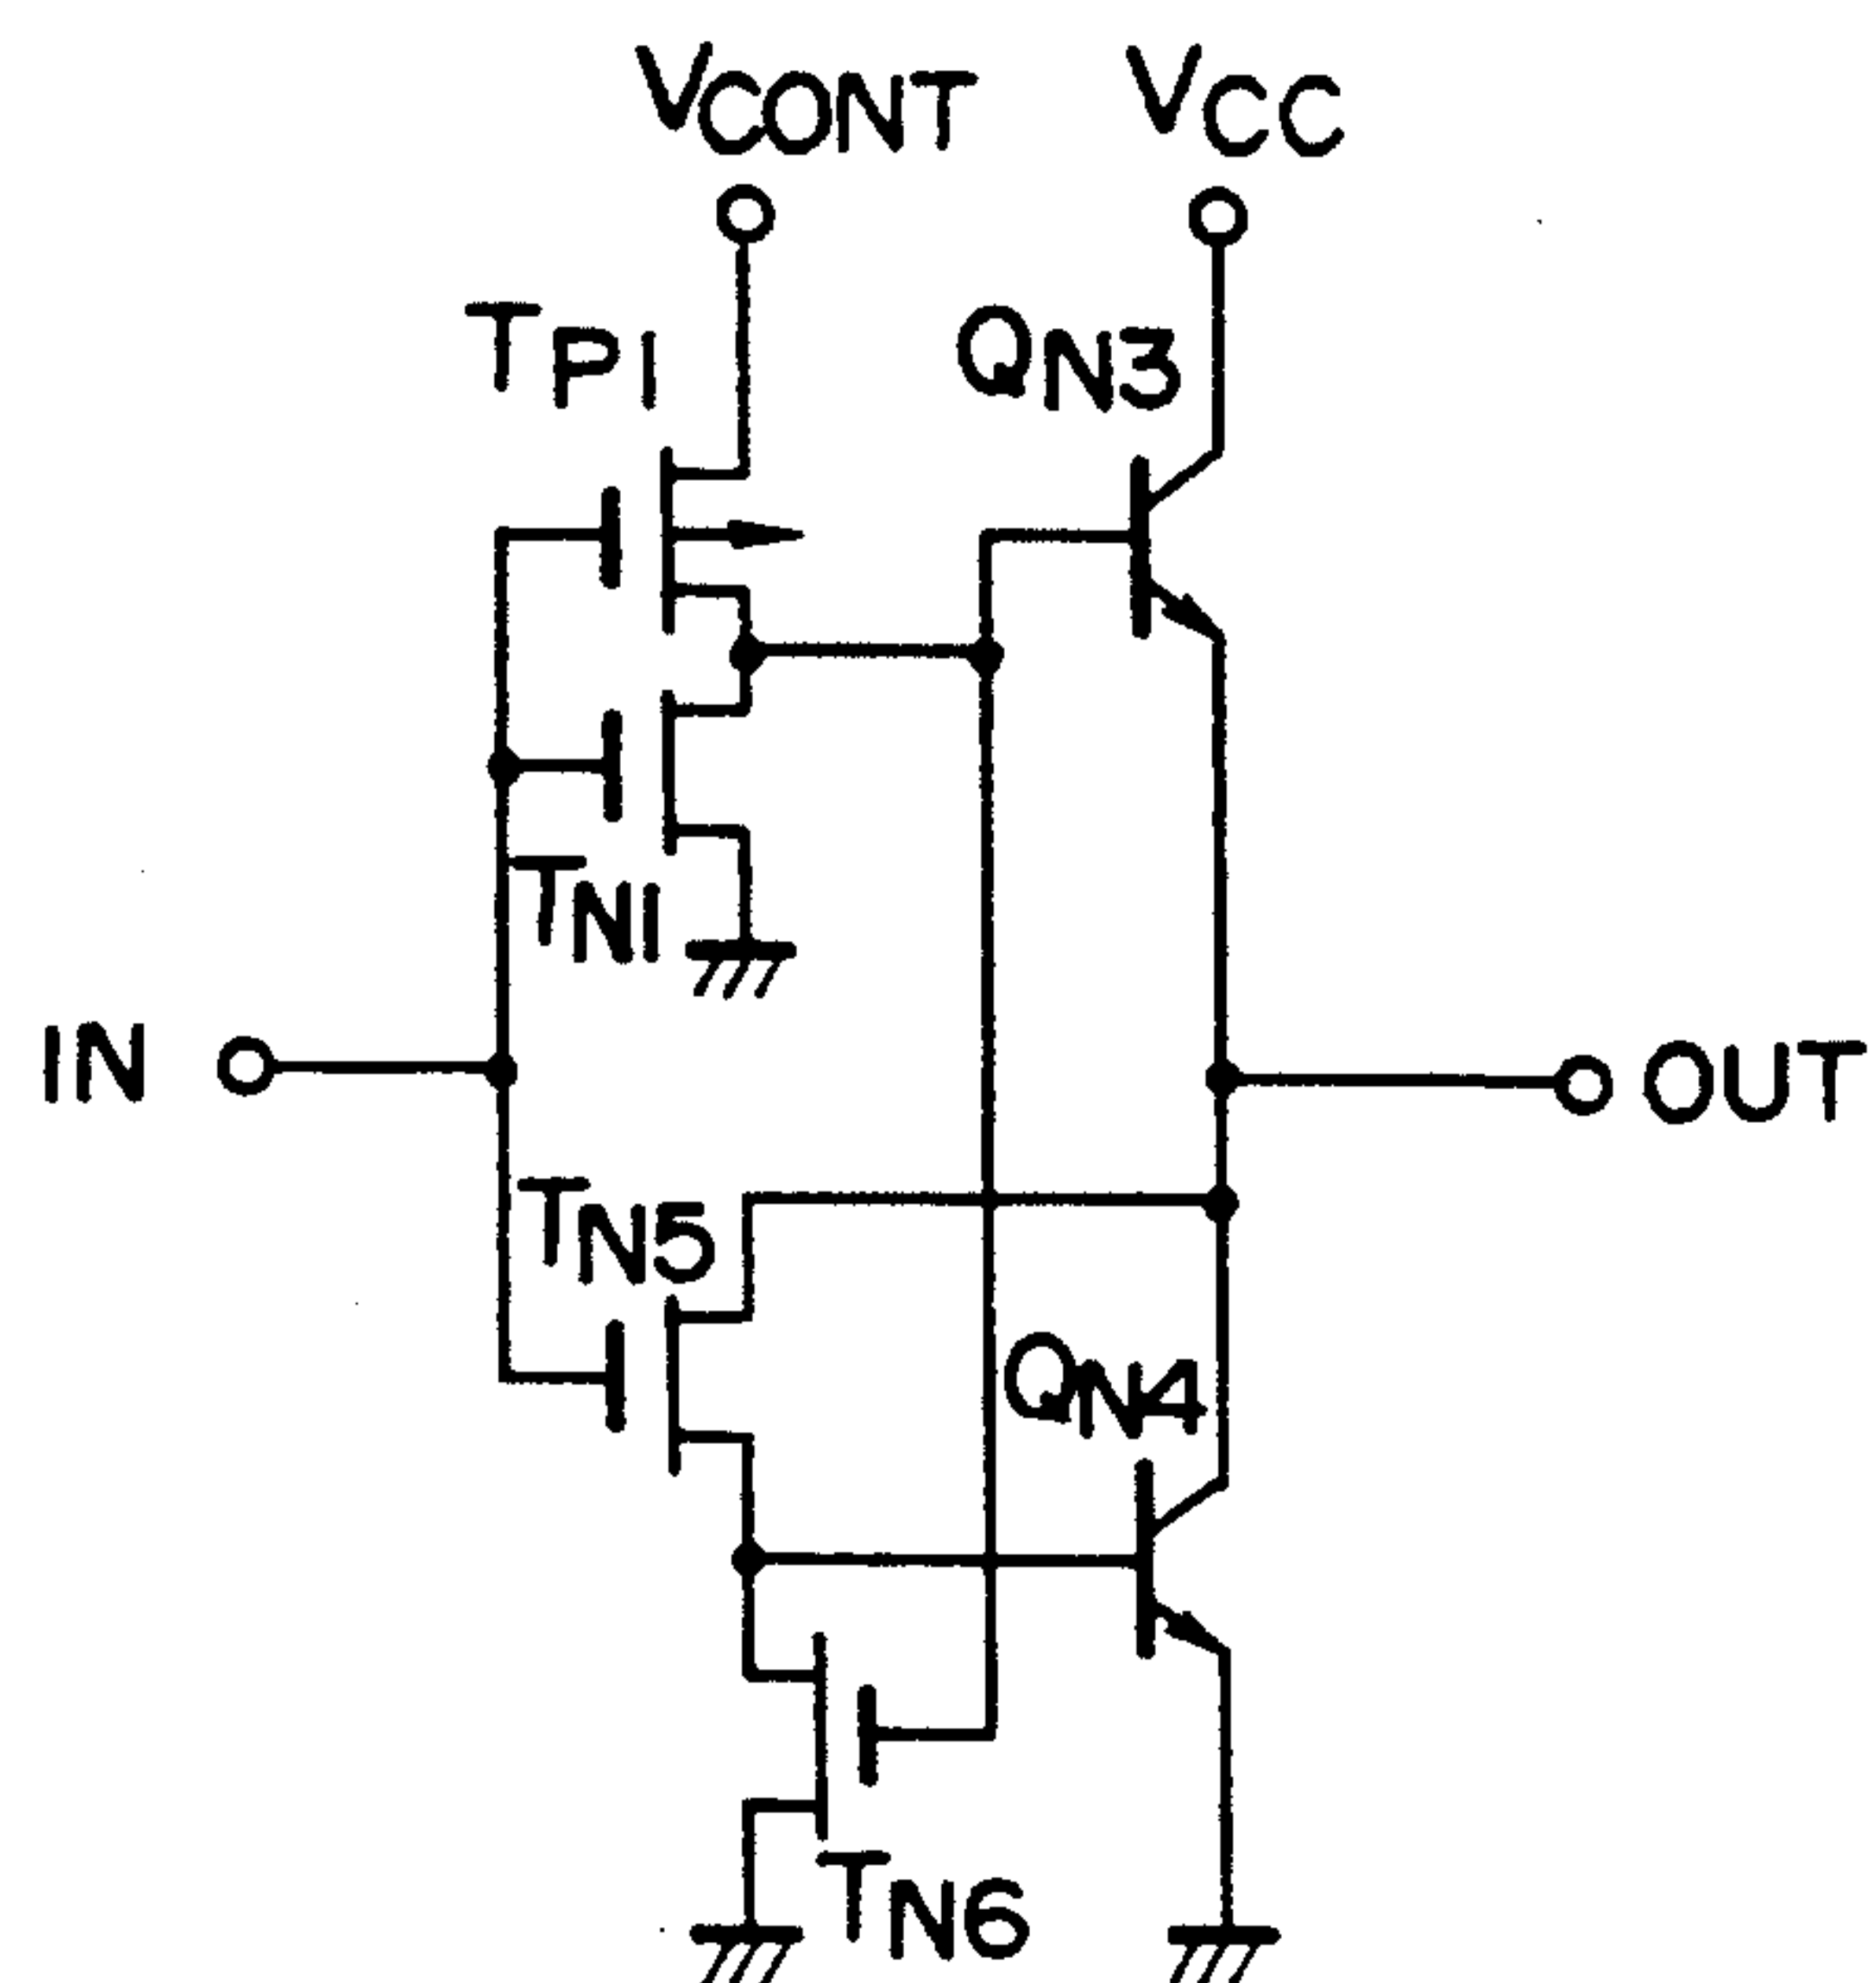 VCONT
VCC
TP1
QN3
TN1
IN
OUT
TN5
QN4
TN6